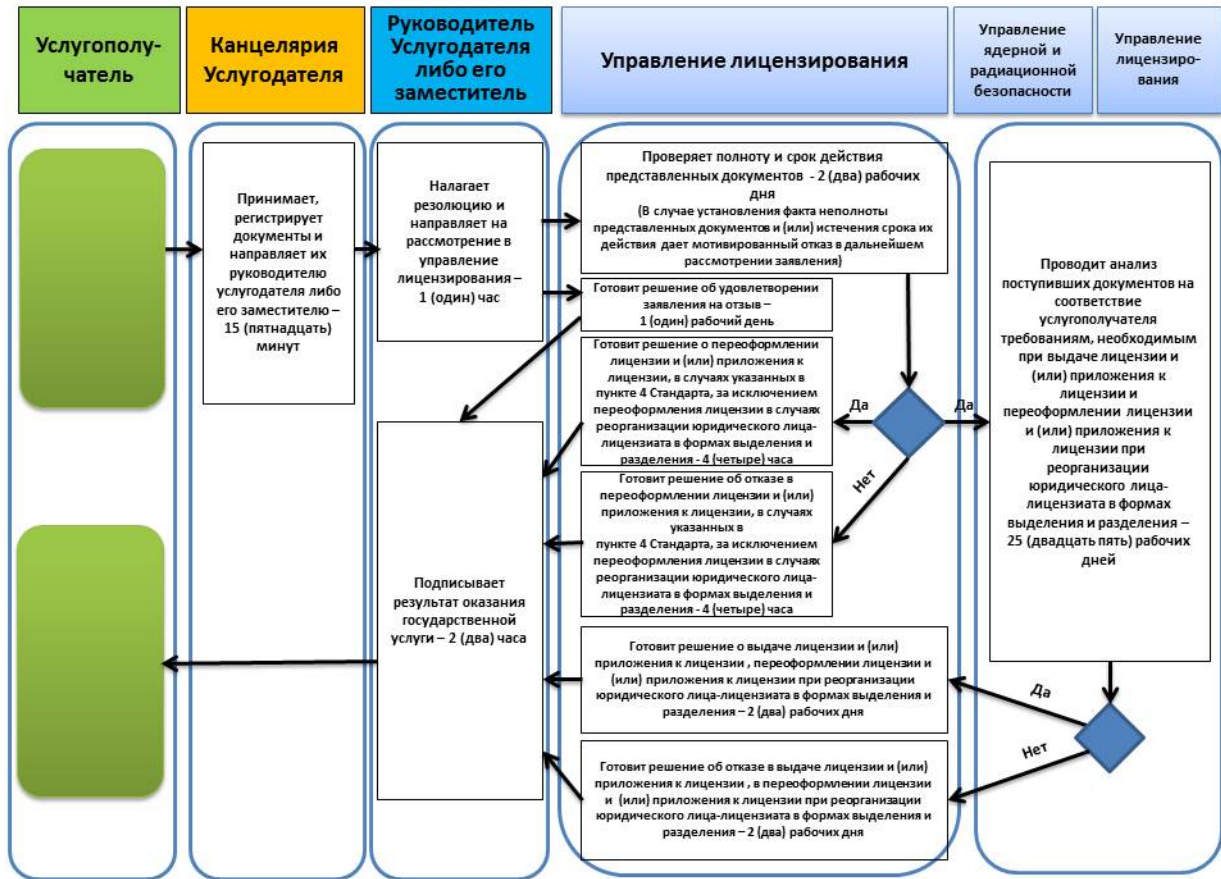 Услугополу-
чатель
Канцелярия
Услугодателя
Руководитель
Услугодателя
либо его
заместитель
Управление лицензирования
Управление
ядерной и
радиационной
безопасности
Управление
лицензиро-
вания
Принимает,
регистрирует
документы и
направляет их
руководителю
услугодателя либо
его заместителю –
15 (пятнадцать)
минут
Налагает
резолюцию и
направляет на
рассмотрение в
управление
лицензирования –
1 (один) час
Проверяет полноту и срок действия
представленных документов - 2 (два) рабочих
дня
(В случае установления факта неполноты
представленных документов и (или) истечения срока их
действия дает мотивированный отказ в дальнейшем
рассмотрении заявления)
Готовит решение об удовлетворении
заявления на отзыв –
1 (один) рабочий день
Готовит решение о переоформлении
лицензии и (или) приложения к
лицензии, в случаях указанных в
пункте 4 Стандарта, за исключением
переоформления лицензии в случаях
реорганизации юридического лица-
лицензиата в формах выделения и
разделения - 4 (четыре) часа
Да
Да
Нет
Готовит решение об отказе в
переоформлении лицензии и (или)
приложения к лицензии, в случаях
указанных в
пункте 4 Стандарта, за исключением
переоформления лицензии в случаях
реорганизации юридического лица-
лицензиата в формах выделения и
разделения - 4 (четыре) часа
Проводит анализ
поступивших документов на
соответствие
услугополучателя
требованиям, необходимым
при выдаче лицензии и
(или) приложения к
лицензии и
переоформлении лицензии
и (или) приложения к
лицензии при
реорганизации
юридического лица-
лицензиата в формах
выделения и разделения –
25 (двадцать пять) рабочих
дней
Подписывает
результат оказания
государственной
услуги – 2 (два) часа
Готовит решение о выдаче лицензии и (или)
приложения к лицензии , переоформлении лицензии и
(или) приложения к лицензии при реорганизации
юридического лица-лицензиата в формах выделения и
разделения – 2 (два) рабочих дня
Да
Нет
Готовит решение об отказе в выдаче лицензии и (или)
приложения к лицензии , в переоформлении лицензии
и (или) приложения к лицензии при реорганизации
юридического лица-лицензиата в формах выделения и
разделения – 2 (два) рабочих дня